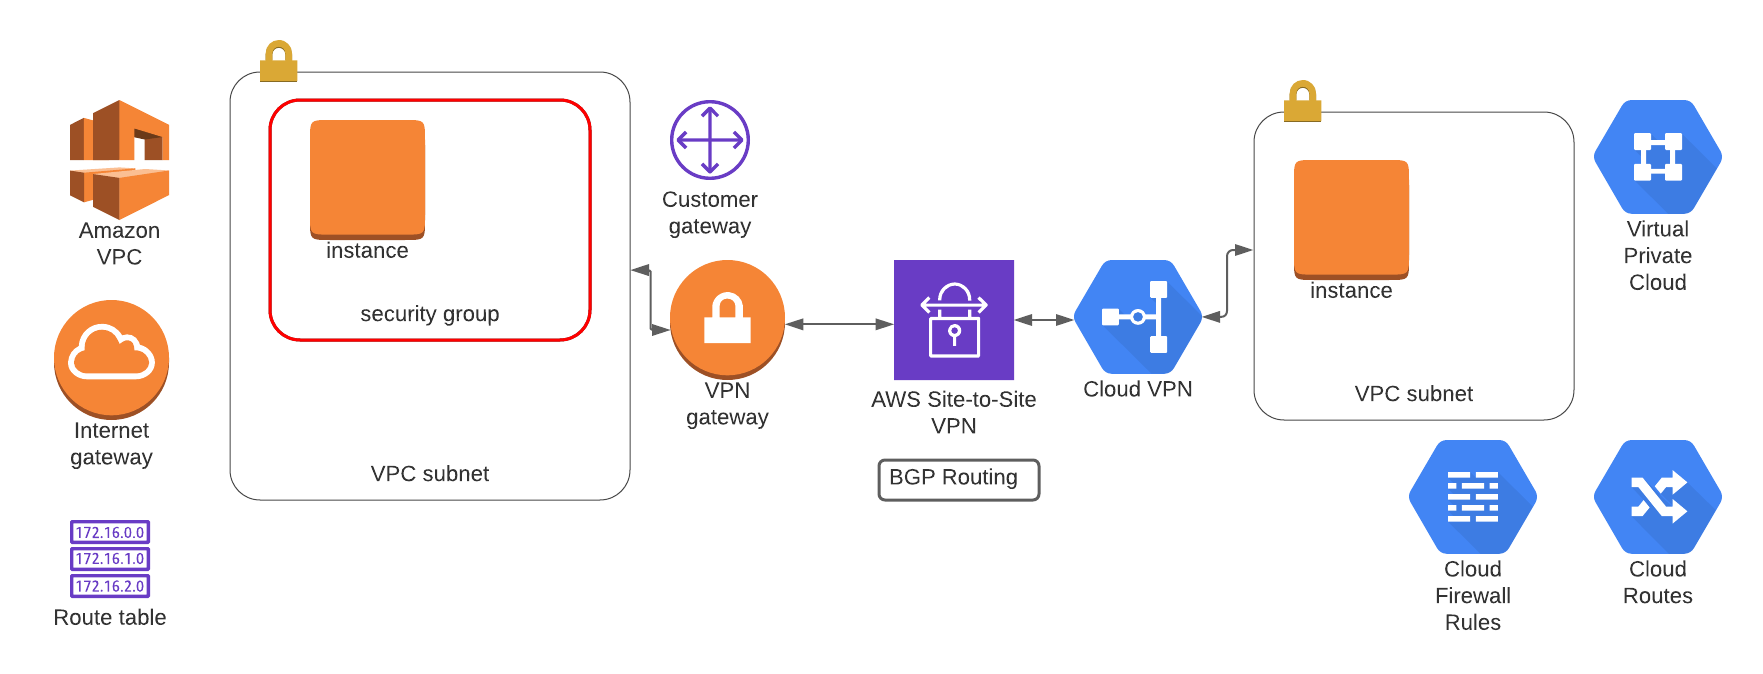 Amazon
VPC
Internet
gateway
172.16.0.0
172.16.1.0
172.16.2.0
Route table
instance
security group
VPC subnet
Customer
gateway
VPN
gateway
AWS Site-to-Site
VPN
BGP Routing
Cloud VPN
instance
VPC subnet
Virtual
Private
Cloud
Cloud
Firewall
Rules
Cloud
Routes